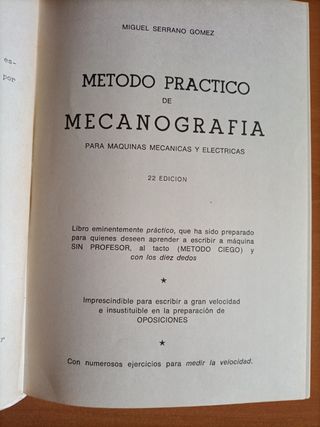 es-
por
r
MIGUEL SERRANO GOMEZ
METODO PRACTICO
DE
MECANOGRAFIA
PARA MAQUINAS MECANICAS Y ELECTRICAS
22 EDICION
Libro eminentemente práctico, que ha sido preparado
para quienes deseen aprender a escribir a máquina
SIN PROFESOR, al tacto (METODO CIEGO) y
con los diez dedos
★
Imprescindible para escribir a gran velocidad
e insustituible en la preparación de
OPOSICIONES
★
Con numerosos ejercicios para medir la velocidad.